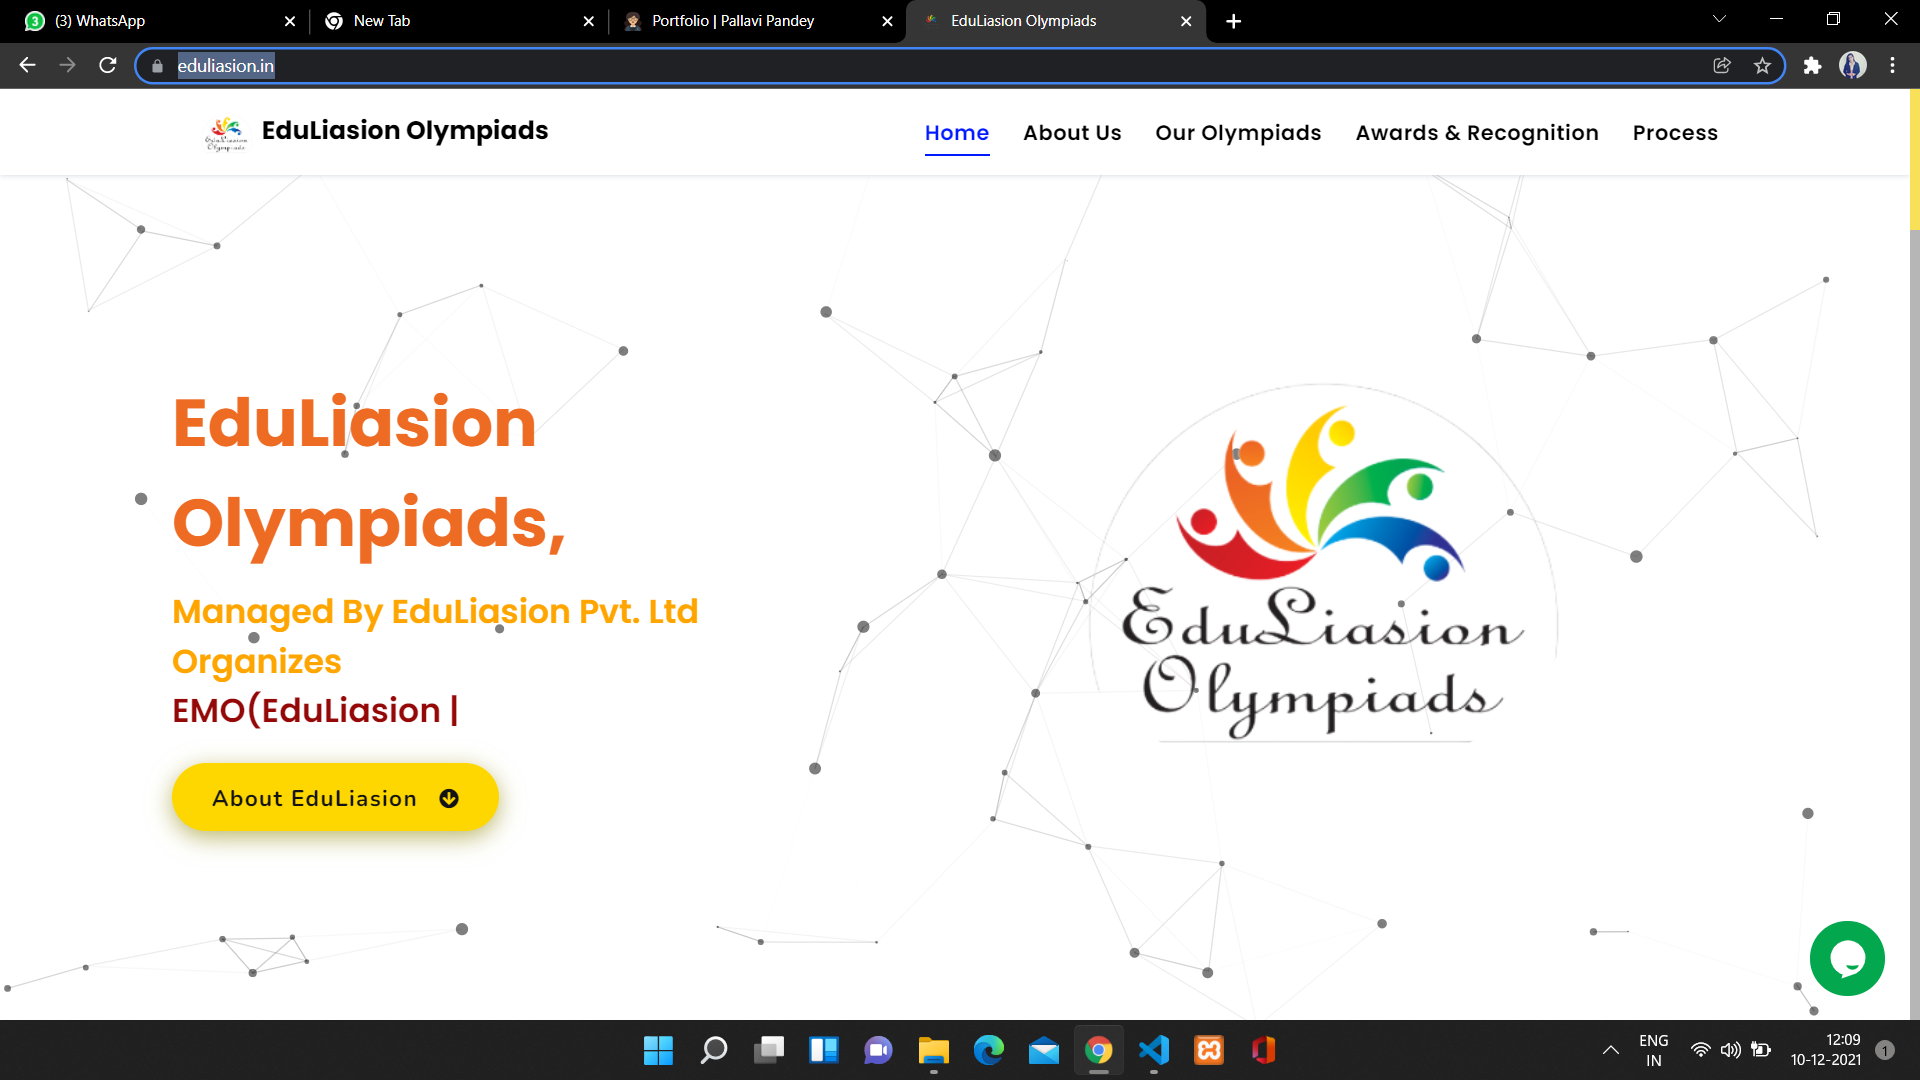 (3) WhatsApp
New Tab
Portfolio | Pallavi Pandey
EduLiasion Olympiads
eduliasion.in
EduLiasion Olympiads
Home
About Us
Our Olympiads
Awards & Recognition
Process
EduLiasion
Olympiads,
Managed By EduLiasion Pvt. Ltd
Organizes
EMO(EduLiasion |
About EduLiasion
EduLiasion
Olympiads
ENG
IN
12:09
10-12-2021
1